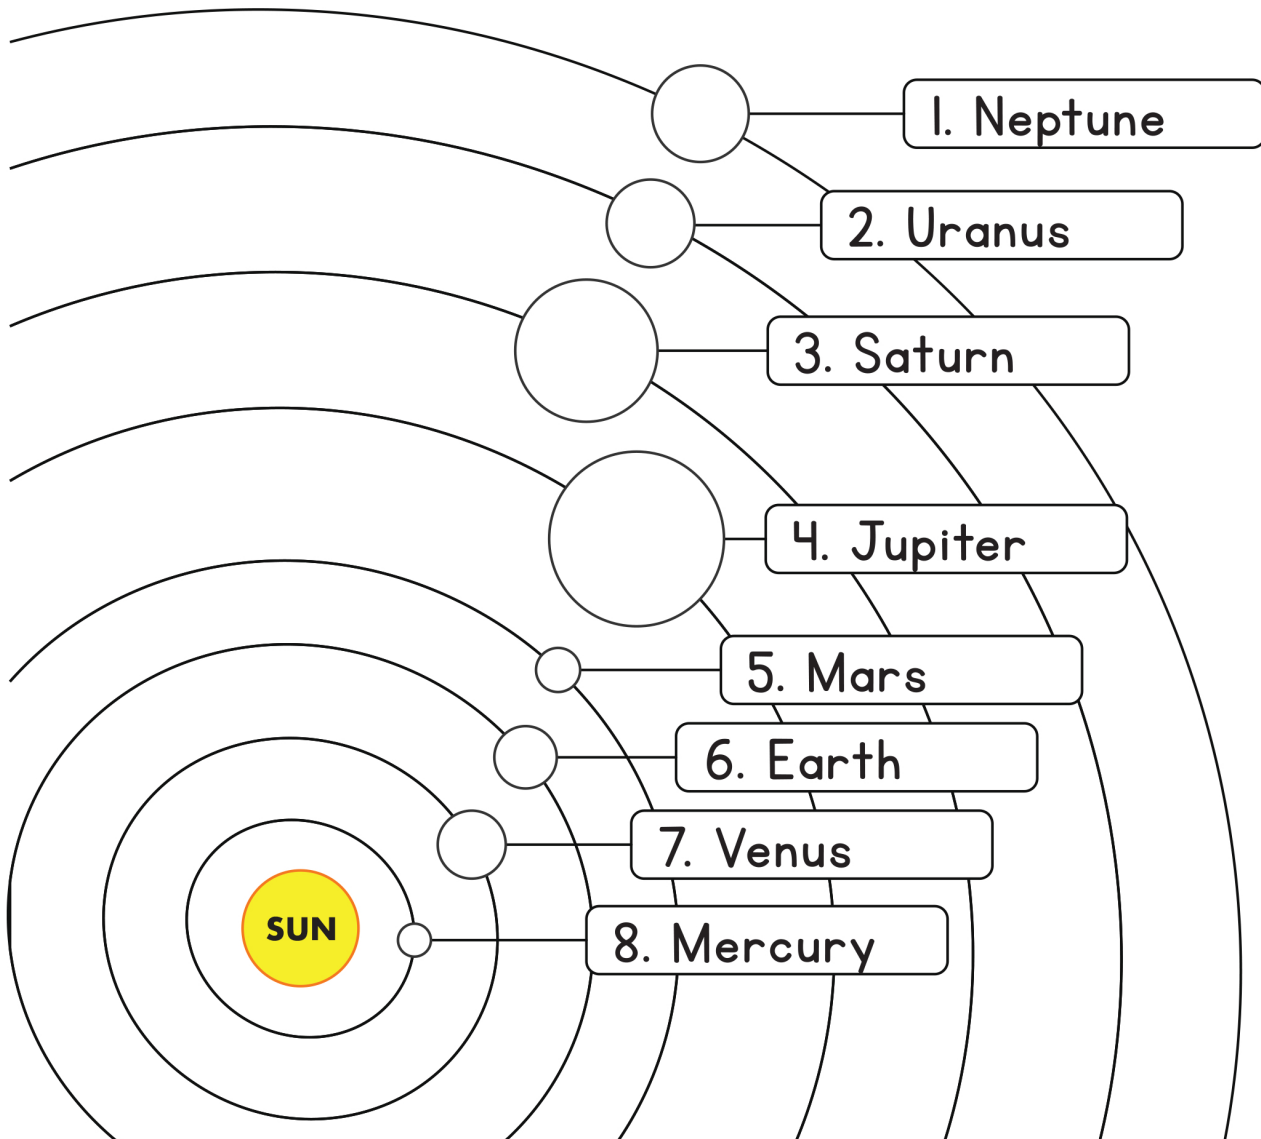 1. Neptune
2. Uranus
3. Saturn
4. Jupiter
5. Mars
6. Earth
7. Venus
SUN
8. Mercury